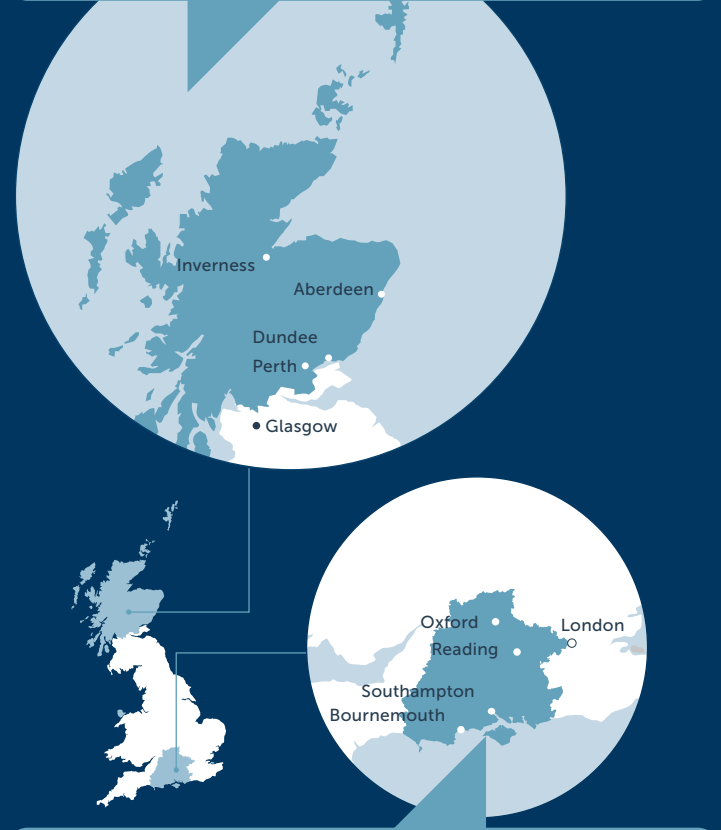 Inverness
Aberdeen
Dundee
Perth
Glasgow
Oxford
London
Reading
Southampton
Bournemouth